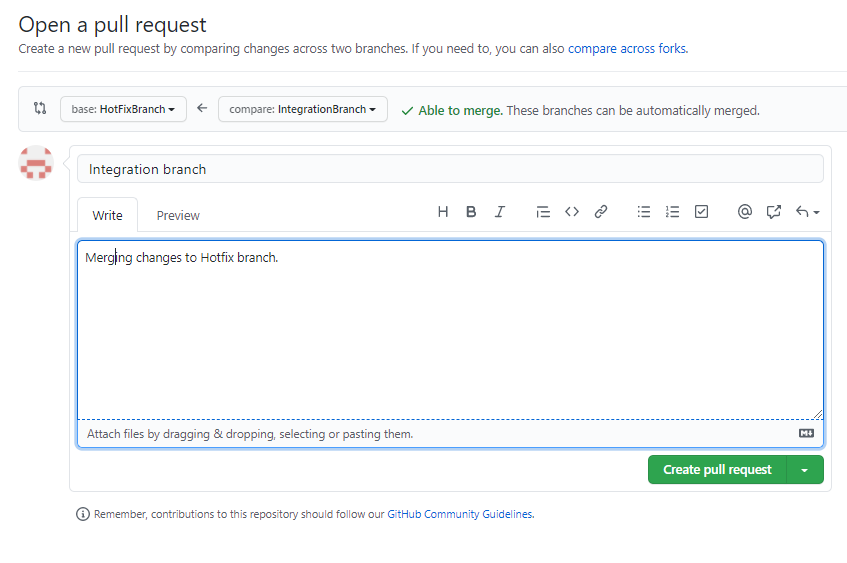 Open a pull request
Create a new pull request by comparing changes across two branches. If you need to, you can also compare across forks.
base: HotFixBranch compare: IntegrationBranch Able to merge. These branches can be automatically merged.
Integration branch
Write Preview
Merging changes to Hotfix branch.
Attach files by dragging & dropping, selecting or pasting them.
Create pull request
Remember, contributions to this repository should follow our GitHub Community Guidelines.